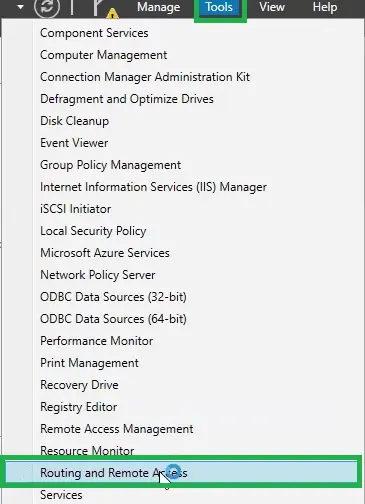 Manage Tools View Help
Component Services
Computer Management
Connection Manager Administration Kit
Defragment and Optimize Drives
Disk Cleanup
Event Viewer
Group Policy Management
Internet Information Services (IIS) Manager
iSCSI Initiator
Local Security Policy
Microsoft Azure Services
Network Policy Server
ODBC Data Sources (32-bit)
ODBC Data Sources (64-bit)
Performance Monitor
Print Management
Recovery Drive
Registry Editor
Remote Access Management
Resource Monitor
Routing and Remote Access
Services